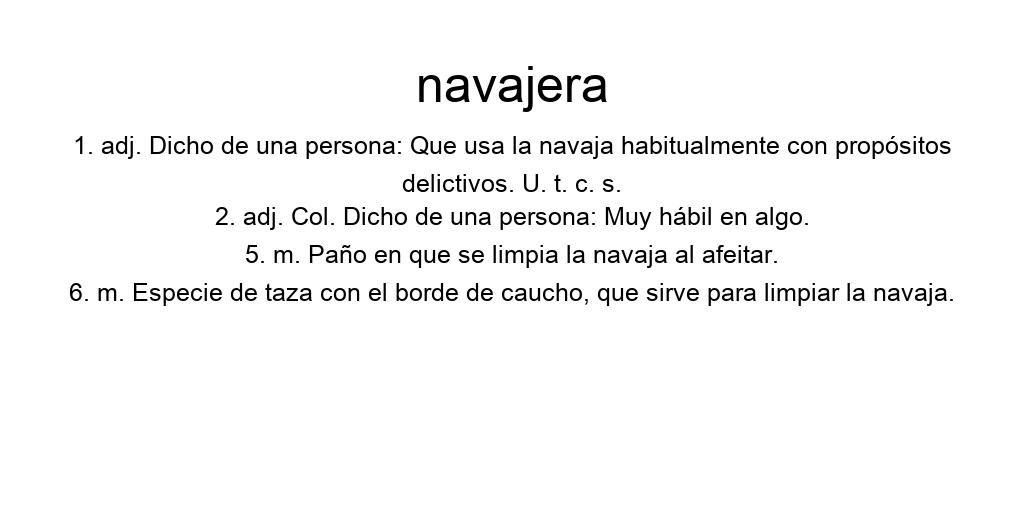 navajera
1. adj. Dicho de una persona: Que usa la navaja habitualmente con propósitos
delictivos. U. t. c. s.
2. adj. Col. Dicho de una persona: Muy hábil en algo.
5. m. Paño en que se limpia la navaja al afeitar.
6. m. Especie de taza con el borde de caucho, que sirve para limpiar la navaja.